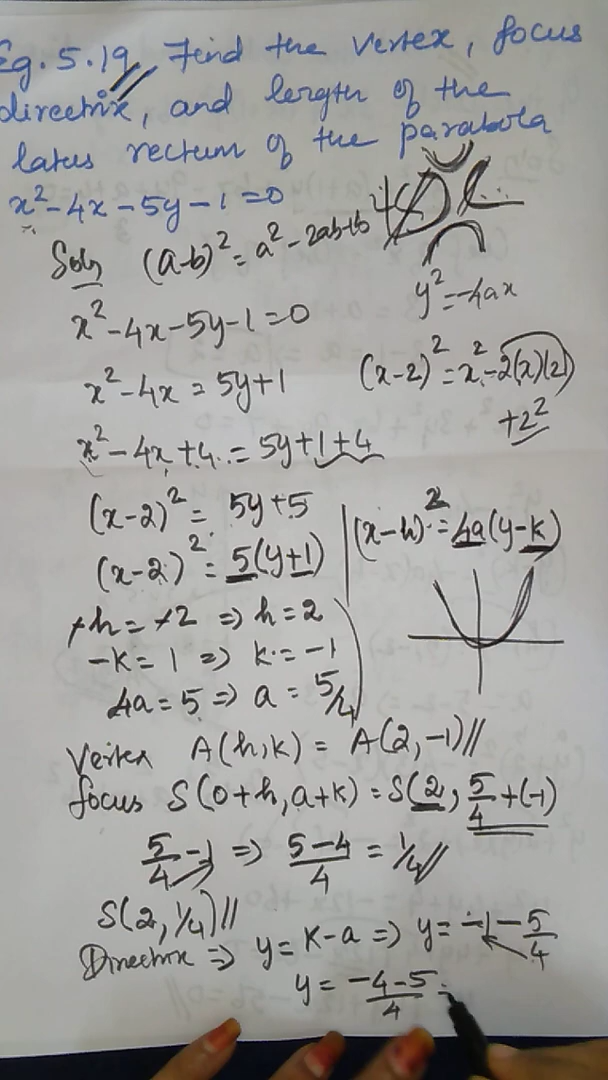 Eg. 5.19 Find the vertex, focus
directrix, and length of the
latus rectum of the parabola
x² - 4x - 5y - 1 = 0
Soln (a-b)² = a² - 2ab + b
y² = -4ax
x² - 4x - 5y - 1 = 0
x² - 4x = 5y + 1
(x-2)² = x² - 2(x)(2)
+2²
x² - 4x + 4 = 5y + 1 + 4
(x-2)² = 5y + 5
(x-h)² = 4a(y-k)
(x-2)² = 5(y+1)
-h = -2 ⇒ h = 2
-k = 1 ⇒ k = -1
4a = 5 ⇒ a = 5/4
Vertex A(h,k) = A(2,-1)//
focus S(0+h, a+k) = S(2, 5/4 + (-1)
5/4 - 1 ⇒ 5-4/4 = 1/4//
S(2, 1/4)//
Directrix ⇒ y = k-a ⇒ y = -1 - 5/4
y = -4-5/4 =